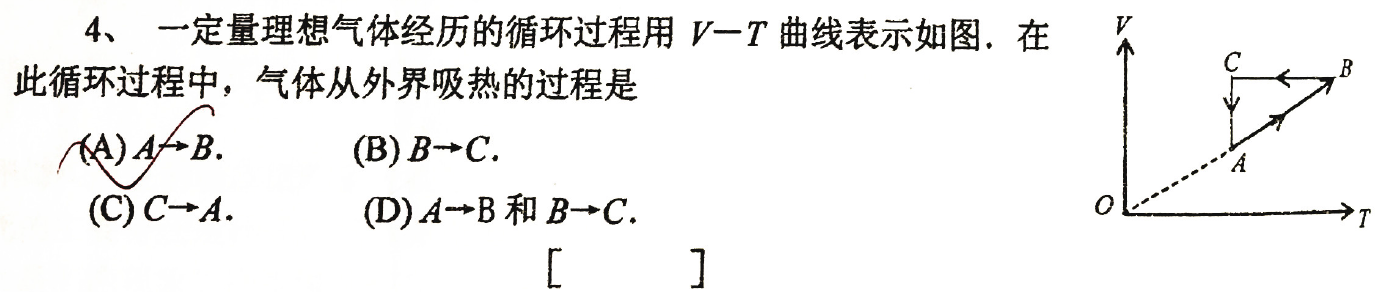 4、 一定量理想气体经历的循环过程用 V－T 曲线表示如图．在
此循环过程中，气体从外界吸热的过程是
(A) A→B.  (B) B→C.
(C) C→A.  (D) A→B 和 B→C.
[  ]
V
C
B
A
O
T